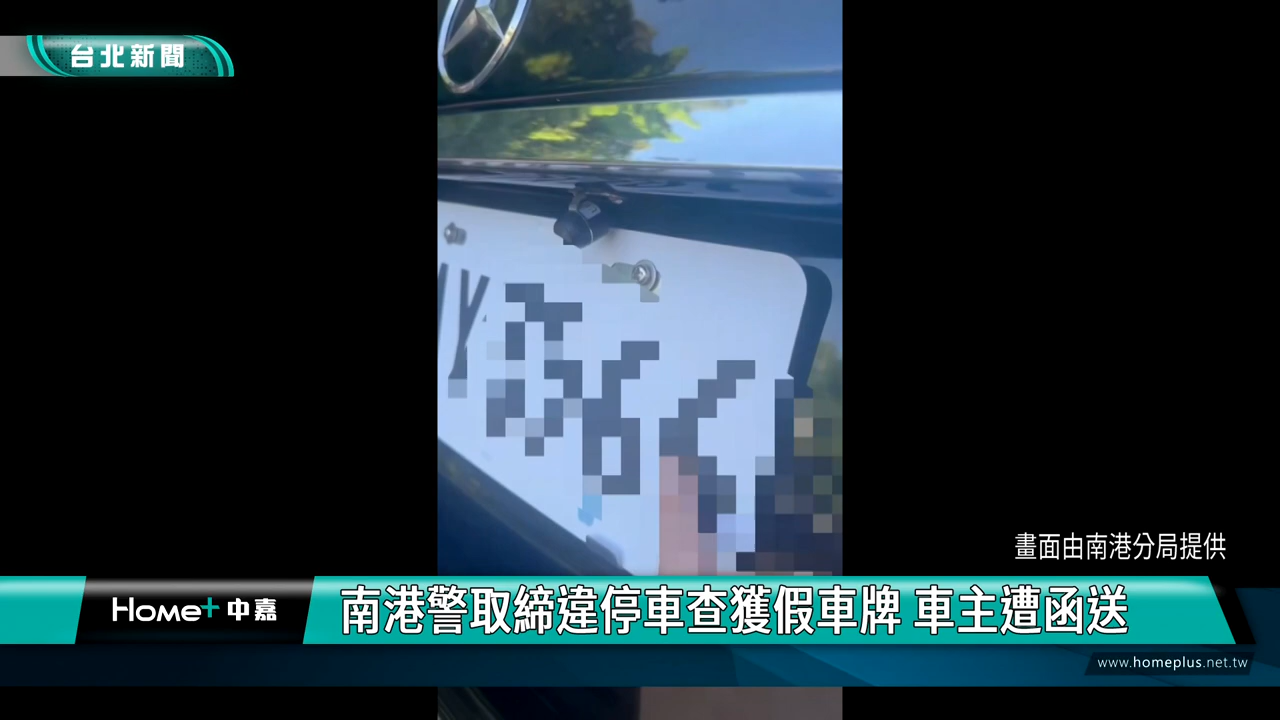 台北新聞
畫面由南港分局提供
Home+ 中嘉
南港警取締違停車查獲假車牌 車主遭函送
www.homeplus.net.tw